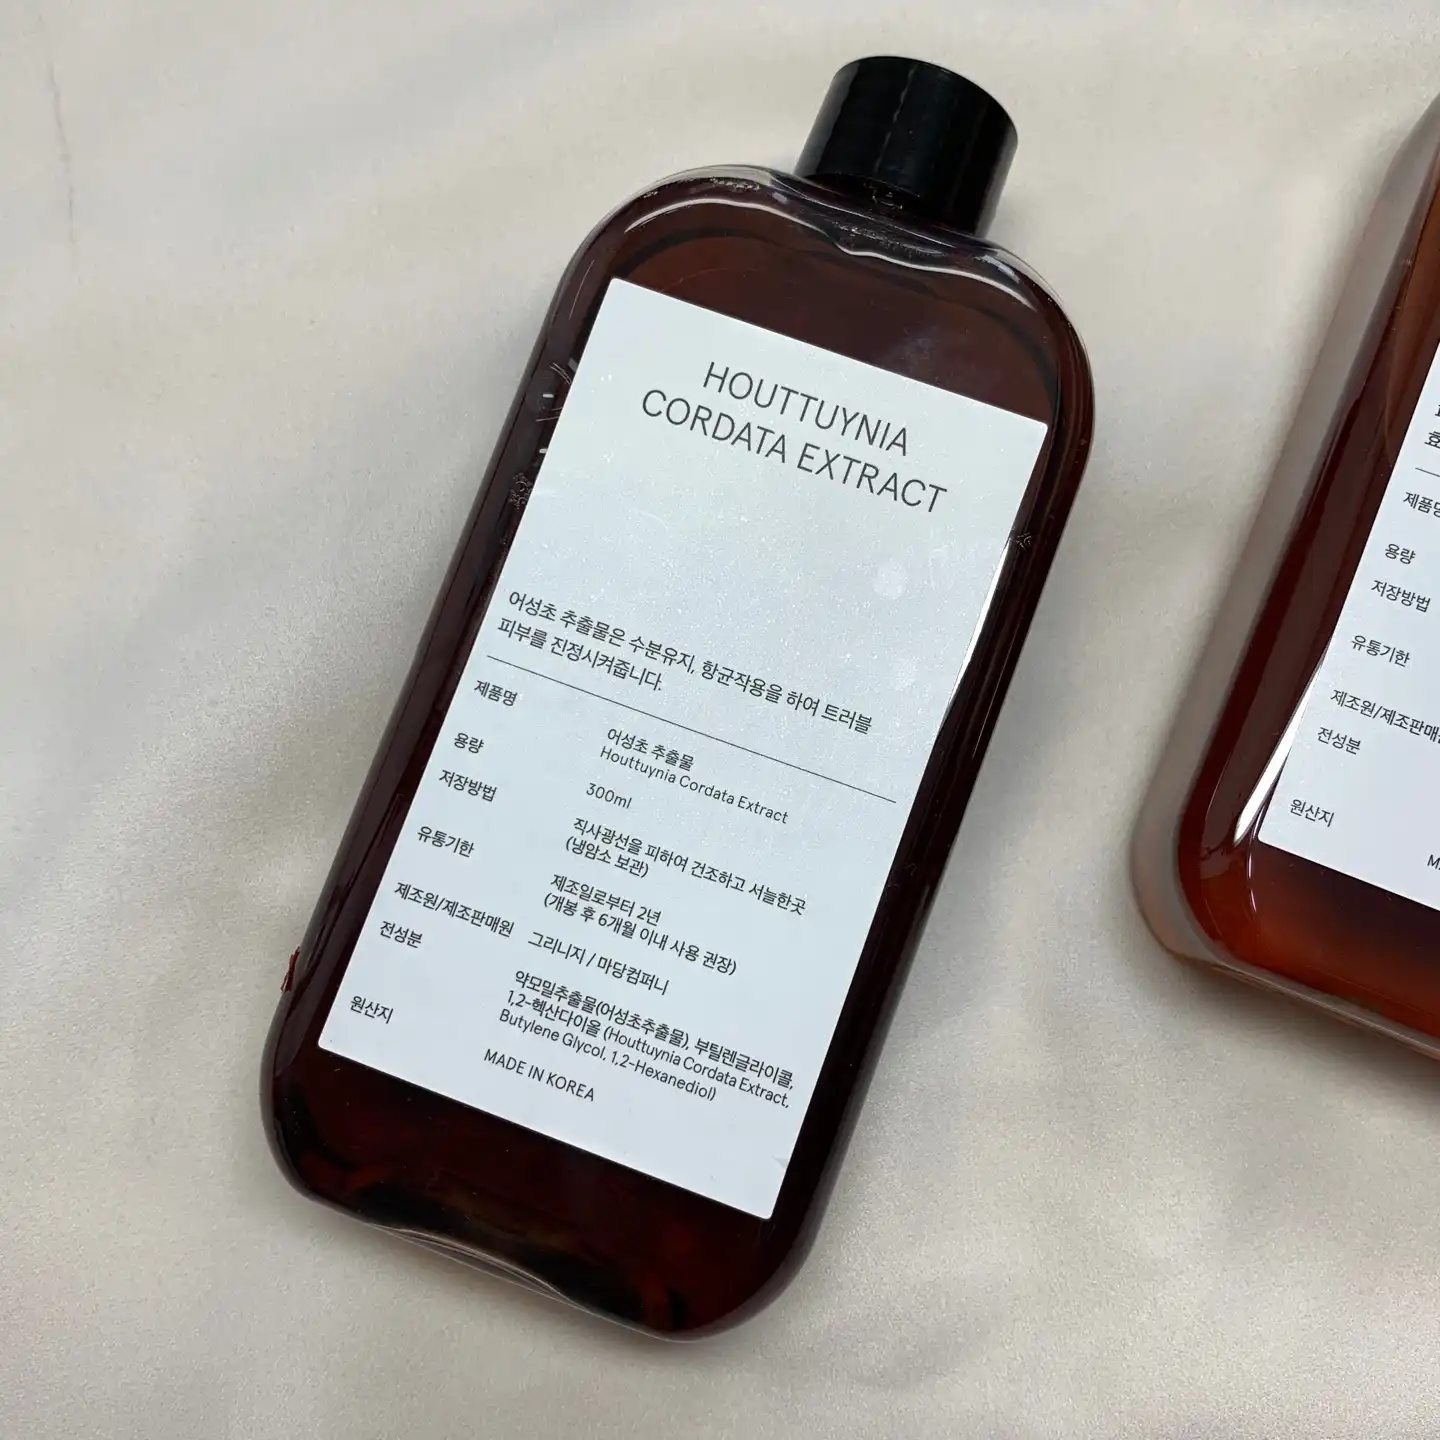 HOUTTUYNIA
CORDATA EXTRACT
어성초 추출물은 수분유지, 항균작용을 하여 트러블
피부를 진정시켜줍니다.
제품명
어성초 추출물
Houttuynia Cordata Extract
용량
300ml
저장방법
직사광선을 피하여 건조하고 서늘한곳
(냉암소 보관)
유통기한
제조일로부터 2년
(개봉 후 6개월 이내 사용 권장)
제조원/제조판매원
그리니지 / 마당컴퍼니
전성분
약모밀추출물(어성초추출물), 부틸렌글라이콜,
1,2-헥산다이올 (Houttuynia Cordata Extract,
Butylene Glycol, 1,2-Hexanediol)
원산지
MADE IN KOREA
제품명
용량
저장방법
유통기한
제조원/제조판매원
전성분
원산지